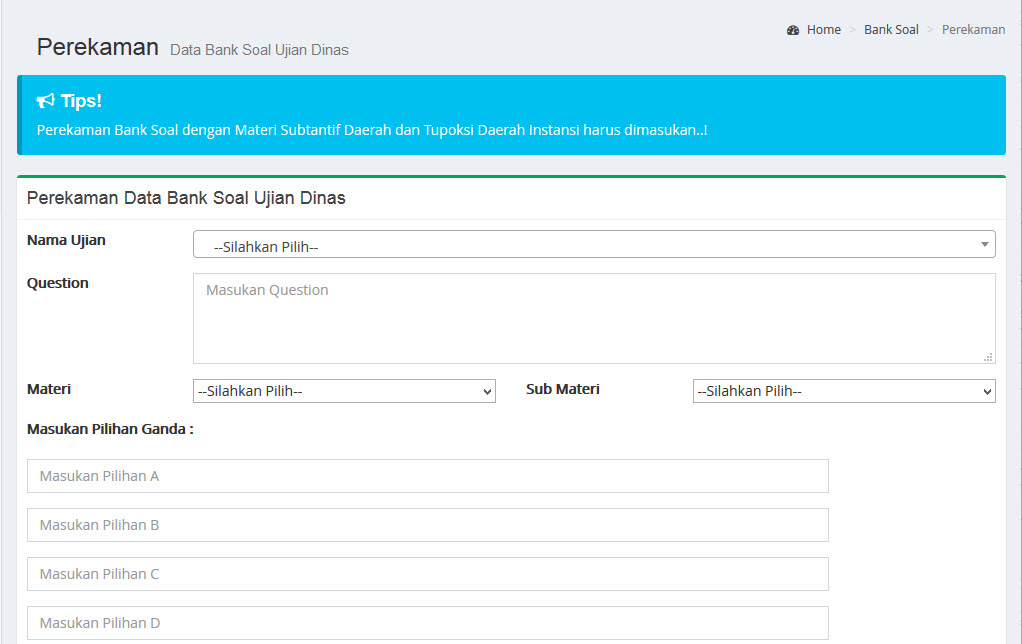 Home > Bank Soal > Perekaman
Perekaman Data Bank Soal Ujian Dinas
Tips!
Perekaman Bank Soal dengan Materi Subtantif Daerah dan Tupoksi Daerah Instansi harus dimasukan..!
Perekaman Data Bank Soal Ujian Dinas
Nama Ujian --Silahkan Pilih--
Question Masukan Question
Materi --Silahkan Pilih-- Sub Materi --Silahkan Pilih--
Masukan Pilihan Ganda :
Masukan Pilihan A
Masukan Pilihan B
Masukan Pilihan C
Masukan Pilihan D